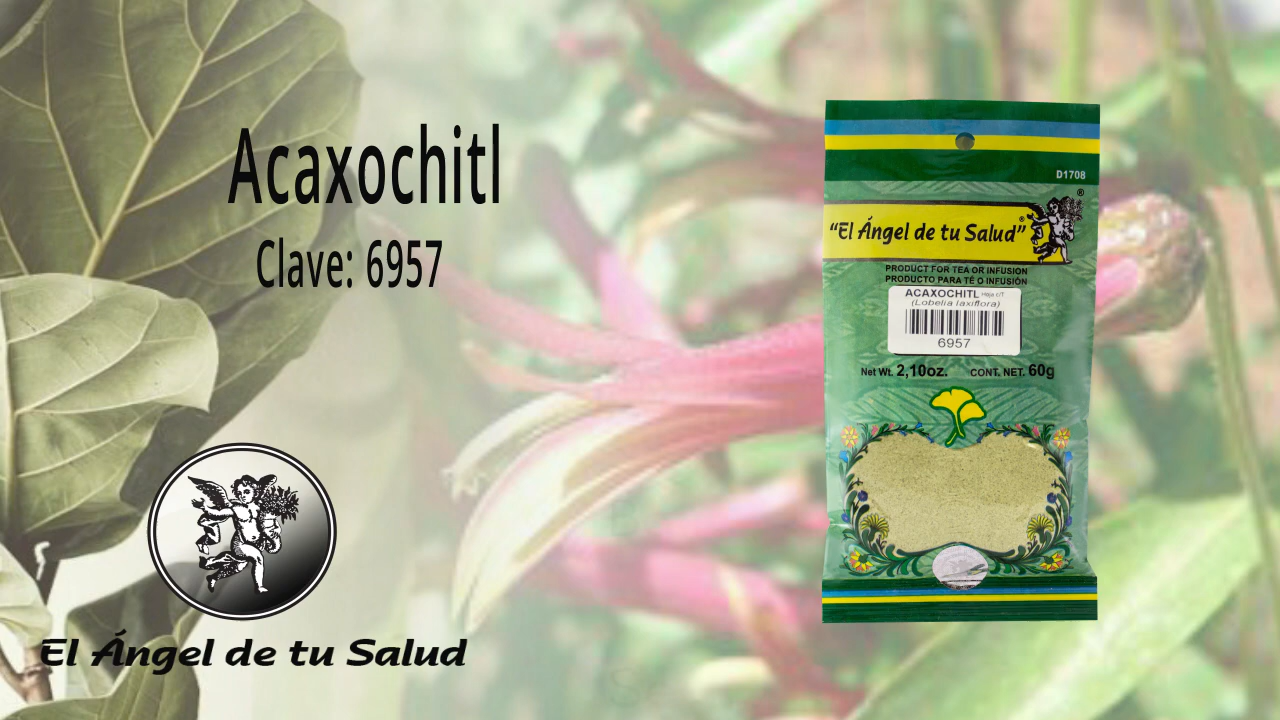 Acaxochitl
Clave: 6957
El Ángel de tu Salud
D1708
®
“El Ángel de tu Salud”®
PRODUCT FOR TEA OR INFUSION
PRODUCTO PARA TÉ O INFUSIÓN
ACAXOCHITL Hoja c/T
(Lobelia laxiflora)
6957
Net Wt. 2,10oz. CONT. NET. 60g